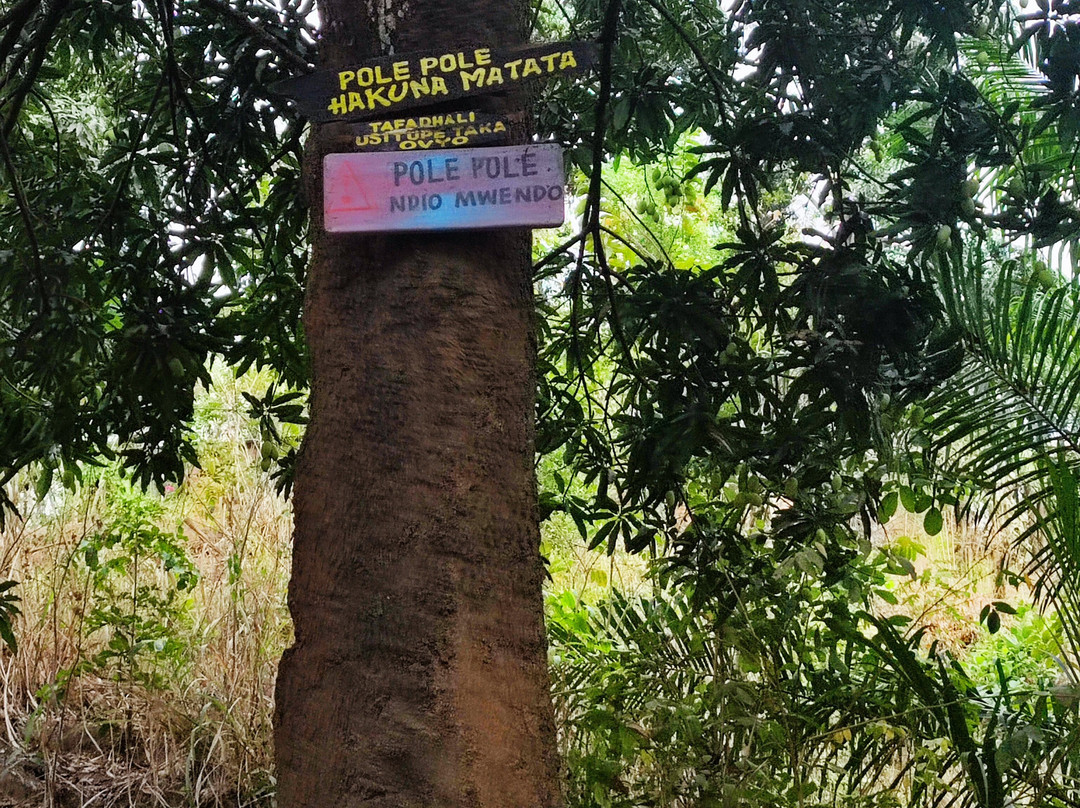 POLE POLE
HAKUNA MATATA
TAFADHALI
USITUPE TAKA
OVYO
POLE POLE
NDIO MWENDO